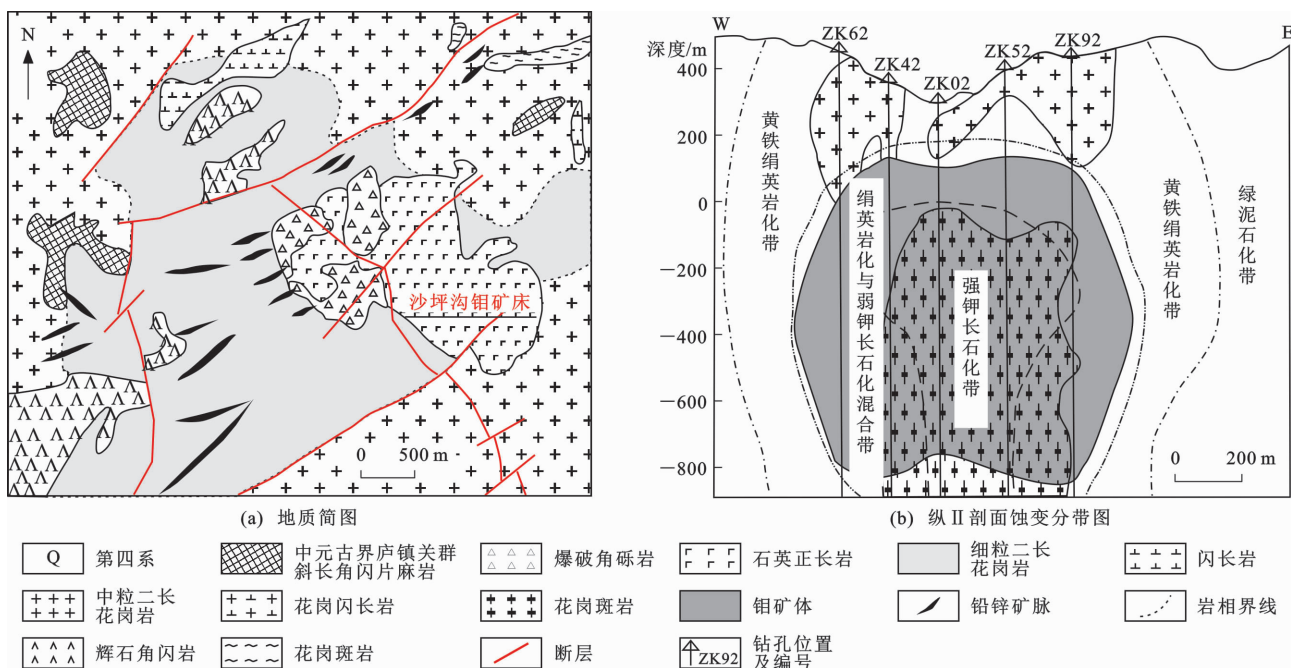 N
沙坪沟钼矿床
0 500 m
(a) 地质简图
W
E
深度/m
ZK62
ZK42
ZK02
ZK52
ZK92
400
200
0
−200
−400
−600
−800
黄铁绢英岩化带
绢英岩化与弱钾长石化混合带
强钾长石化带
黄铁绢英岩化带
绿泥石化带
0 200 m
(b) 纵Ⅱ剖面蚀变分带图
Q 第四系
中元古界庐镇关群
斜长角闪片麻岩
爆破角砾岩
石英正长岩
细粒二长
花岗岩
闪长岩
中粒二长
花岗岩
花岗闪长岩
花岗斑岩
钼矿体
铅锌矿脉
岩相界线
辉石角闪岩
花岗斑岩
断层
ZK92
钻孔位置
及编号